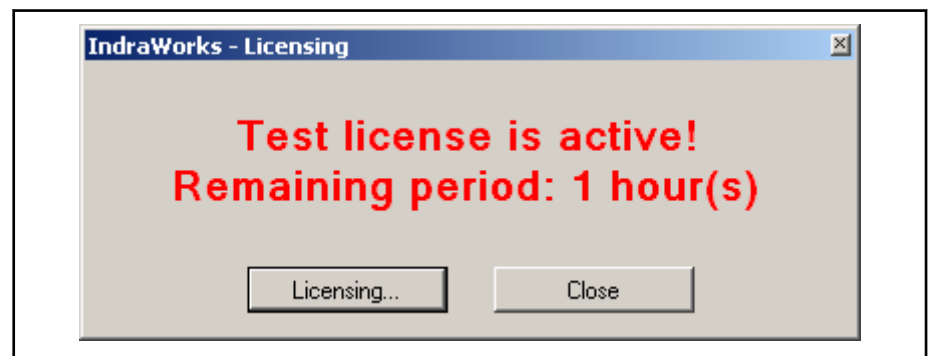 IndraWorks - Licensing
Test license is active!
Remaining period: 1 hour(s)
Licensing...
Close